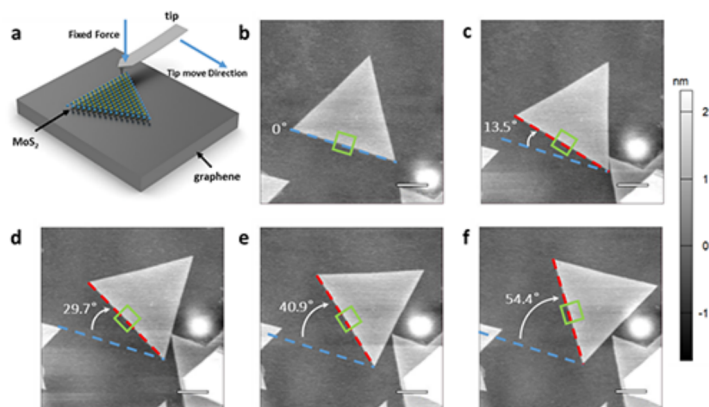 a
tip
Fixed Force
Tip move Direction
MoS₂
graphene
b
0°
c
13.5°
nm
2
1
0
-1
d
29.7°
e
40.9°
f
54.4°